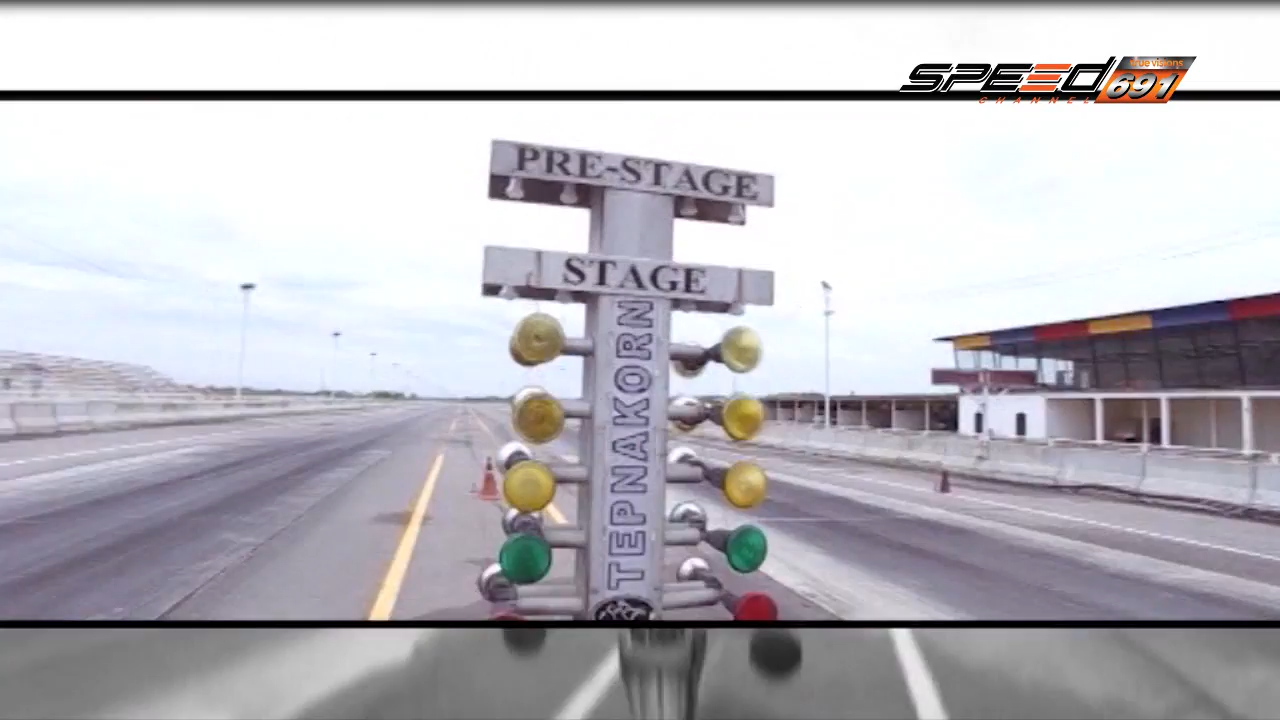 true visions
SPEED 691
CHANNEL
PRE-STAGE
STAGE
TEPNAKORN